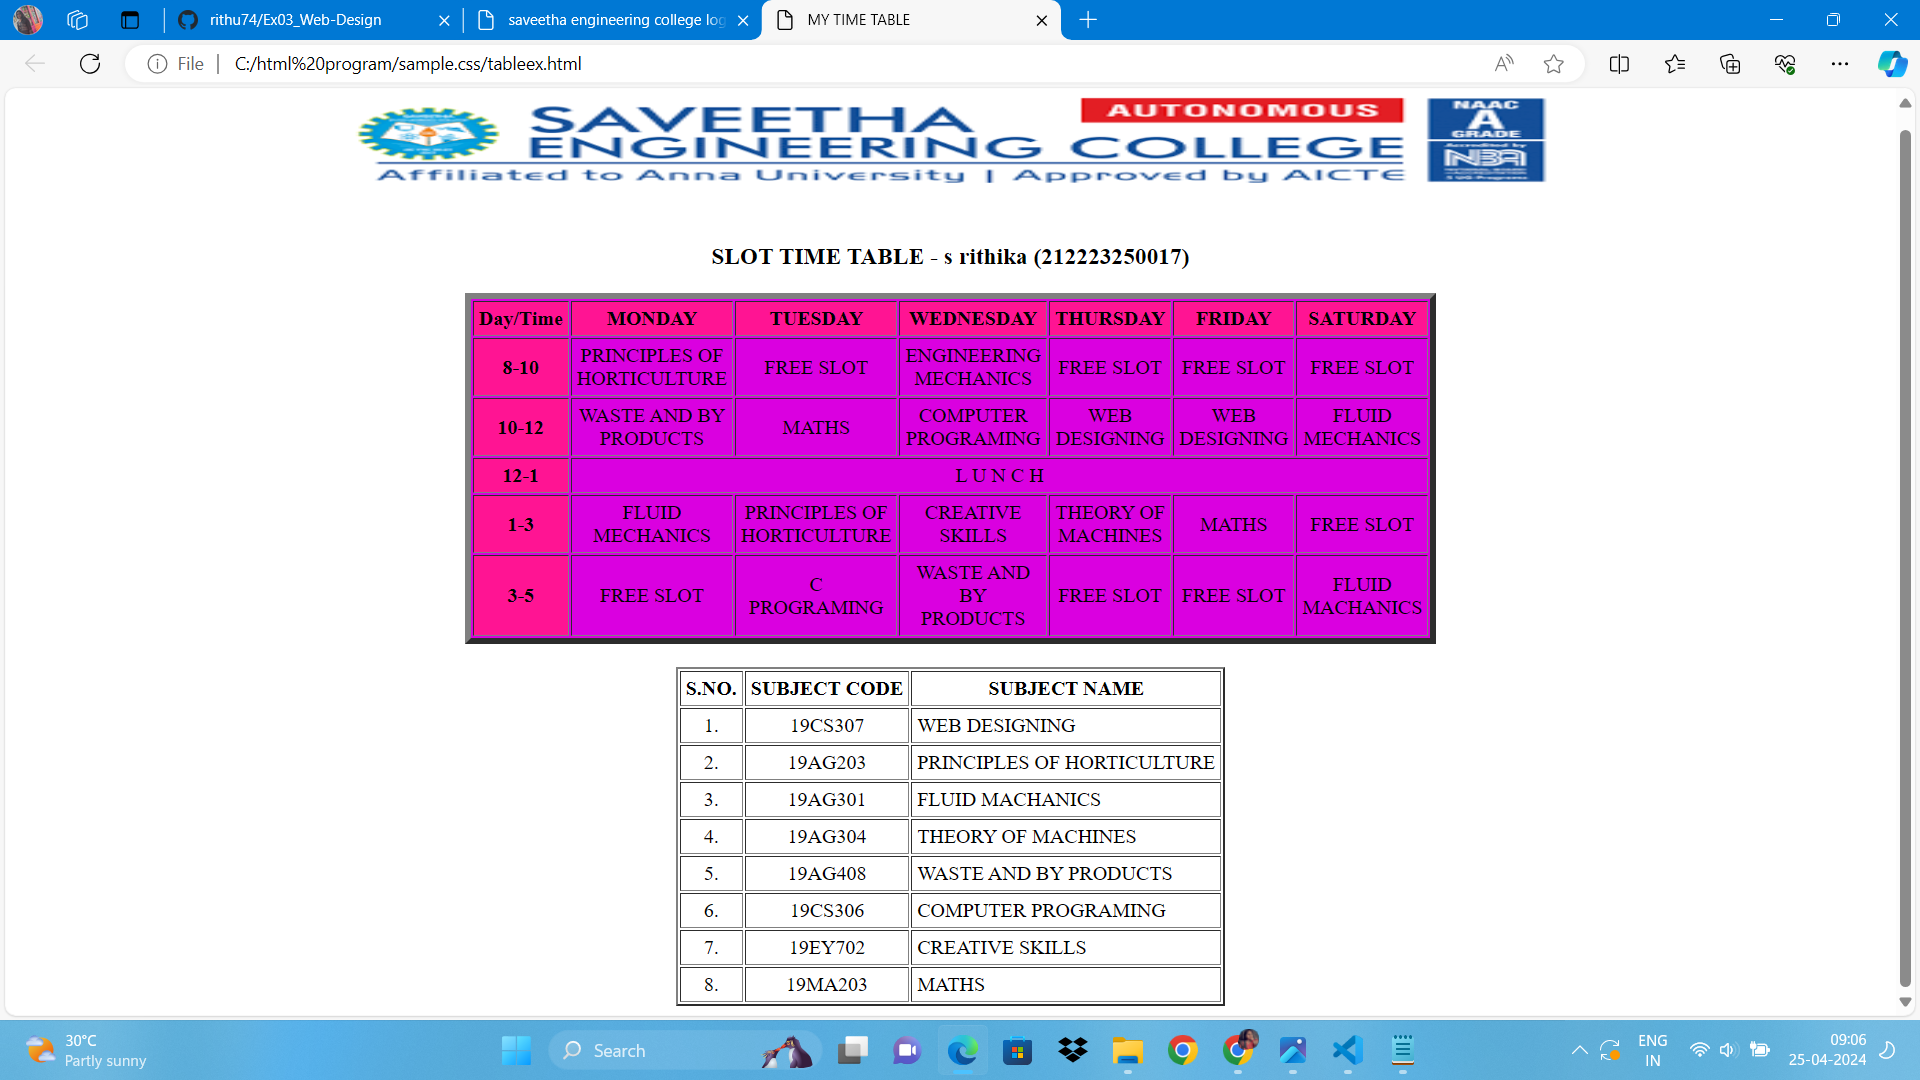 rithu74/Ex03_Web-Design
saveetha engineering college log
MY TIME TABLE
File
C:/html%20program/sample.css/tableex.html
SAVEETHA
AUTONOMOUS
ENGINEERING COLLEGE
Affiliated to Anna University | Approved by AICTE
NAAC
A
GRADE
Accredited by
NBA
SLOT TIME TABLE - s rithika (212223250017)
Day/Time MONDAY TUESDAY WEDNESDAY THURSDAY FRIDAY SATURDAY
8-10 PRINCIPLES OF HORTICULTURE FREE SLOT ENGINEERING MECHANICS FREE SLOT FREE SLOT FREE SLOT
10-12 WASTE AND BY PRODUCTS MATHS COMPUTER PROGRAMING WEB DESIGNING WEB DESIGNING FLUID MECHANICS
12-1 L U N C H
1-3 FLUID MECHANICS PRINCIPLES OF HORTICULTURE CREATIVE SKILLS THEORY OF MACHINES MATHS FREE SLOT
3-5 FREE SLOT C PROGRAMING WASTE AND BY PRODUCTS FREE SLOT FREE SLOT FLUID MACHANICS
S.NO. SUBJECT CODE SUBJECT NAME
1. 19CS307 WEB DESIGNING
2. 19AG203 PRINCIPLES OF HORTICULTURE
3. 19AG301 FLUID MACHANICS
4. 19AG304 THEORY OF MACHINES
5. 19AG408 WASTE AND BY PRODUCTS
6. 19CS306 COMPUTER PROGRAMING
7. 19EY702 CREATIVE SKILLS
8. 19MA203 MATHS
30°C
Partly sunny
Search
ENG
IN
09:06
25-04-2024